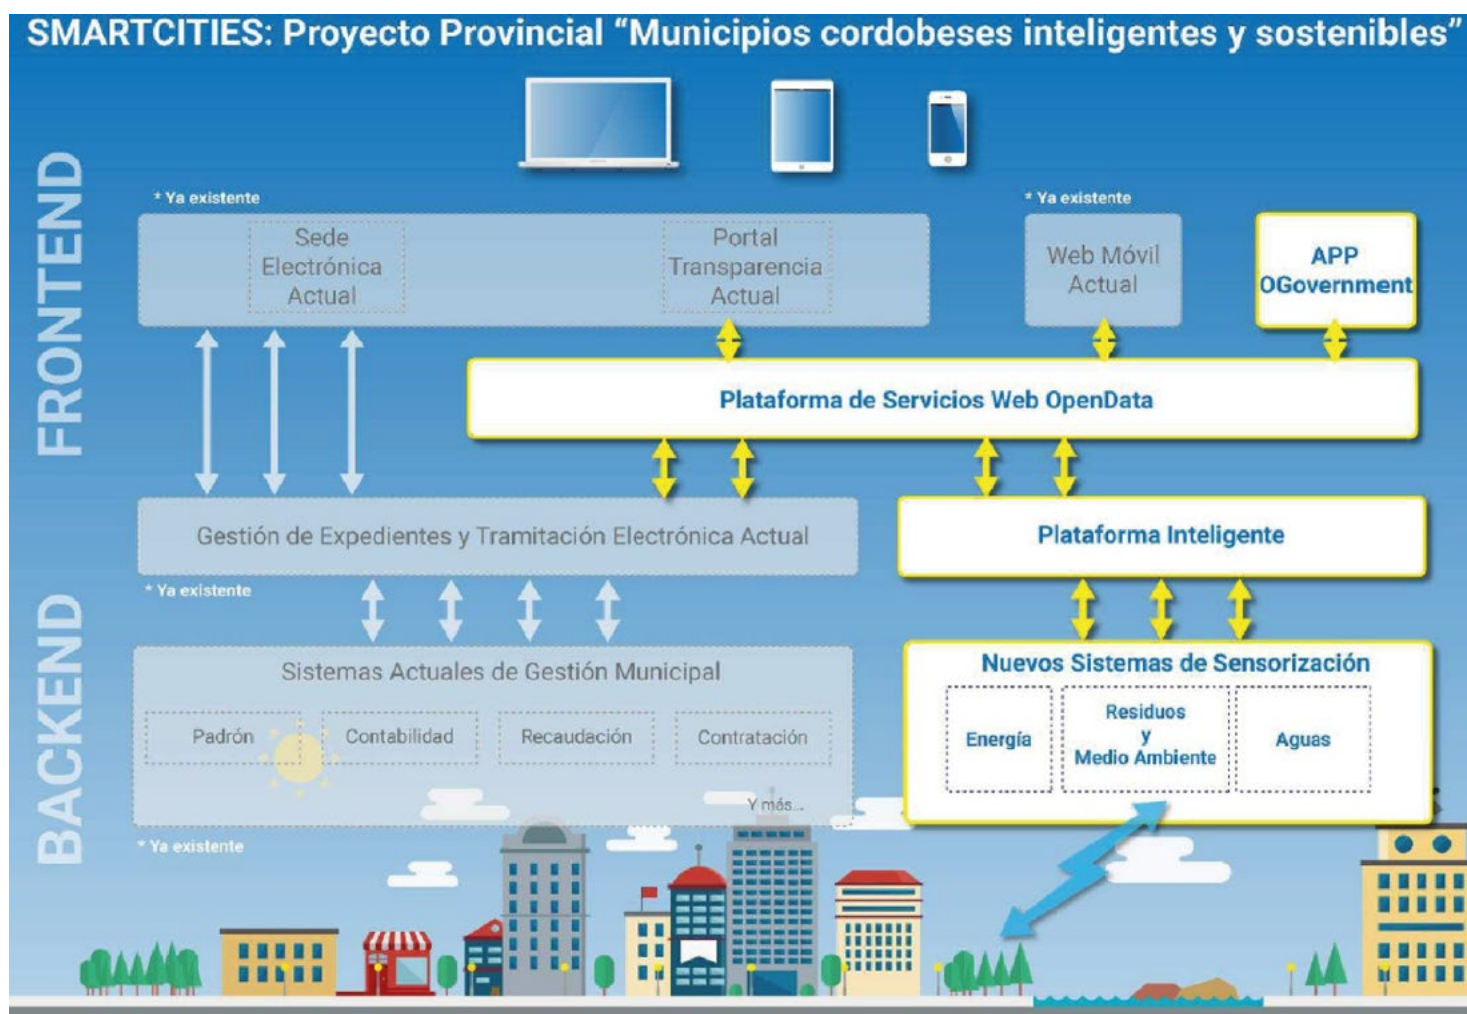 SMARTCITIES: Proyecto Provincial “Municipios cordobeses inteligentes y sostenibles”
FRONTEND
* Ya existente
* Ya existente
Sede
Electrónica
Actual
Portal
Transparencia
Actual
Web Móvil
Actual
APP
OGovernment
Plataforma de Servicios Web OpenData
Gestión de Expedientes y Tramitación Electrónica Actual
Plataforma Inteligente
* Ya existente
BACKEND
Sistemas Actuales de Gestión Municipal
Padrón
Contabilidad
Recaudación
Contratación
Y más...
* Ya existente
Nuevos Sistemas de Sensorización
Energía
Residuos
y
Medio Ambiente
Aguas